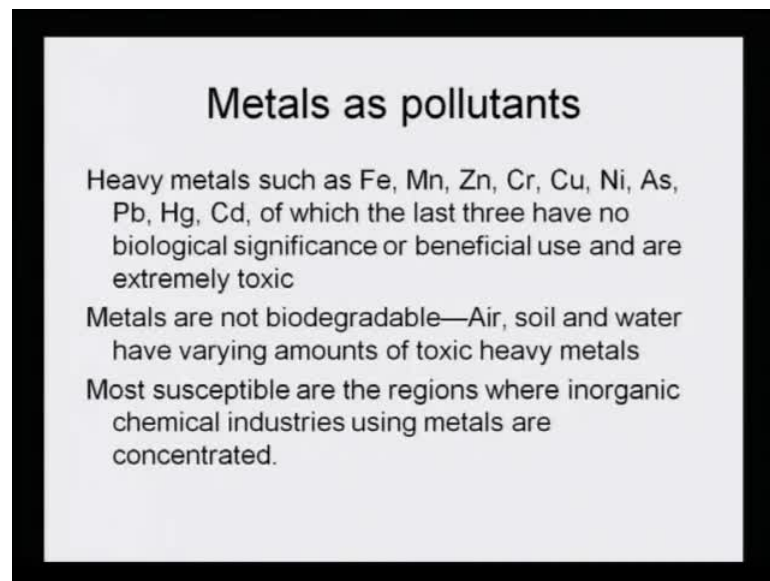 Metals as pollutants
Heavy metals such as Fe, Mn, Zn, Cr, Cu, Ni, As,
Pb, Hg, Cd, of which the last three have no
biological significance or beneficial use and are
extremely toxic
Metals are not biodegradable—Air, soil and water
have varying amounts of toxic heavy metals
Most susceptible are the regions where inorganic
chemical industries using metals are
concentrated.